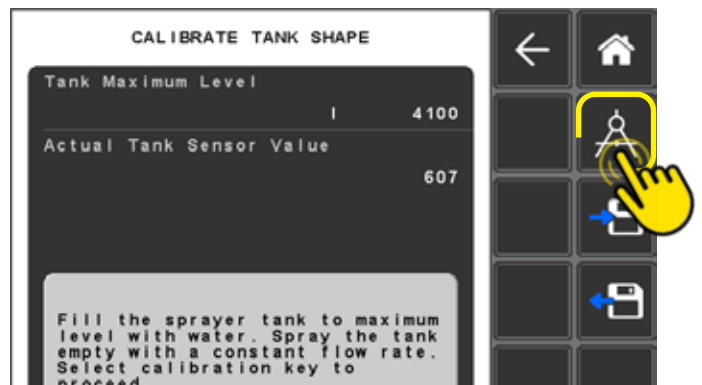 CALIBRATE TANK SHAPE
Tank Maximum Level
l 4100
Actual Tank Sensor Value
607
Fill the sprayer tank to maximum
level with water. Spray the tank
empty with a constant flow rate.
Select calibration key to
proceed